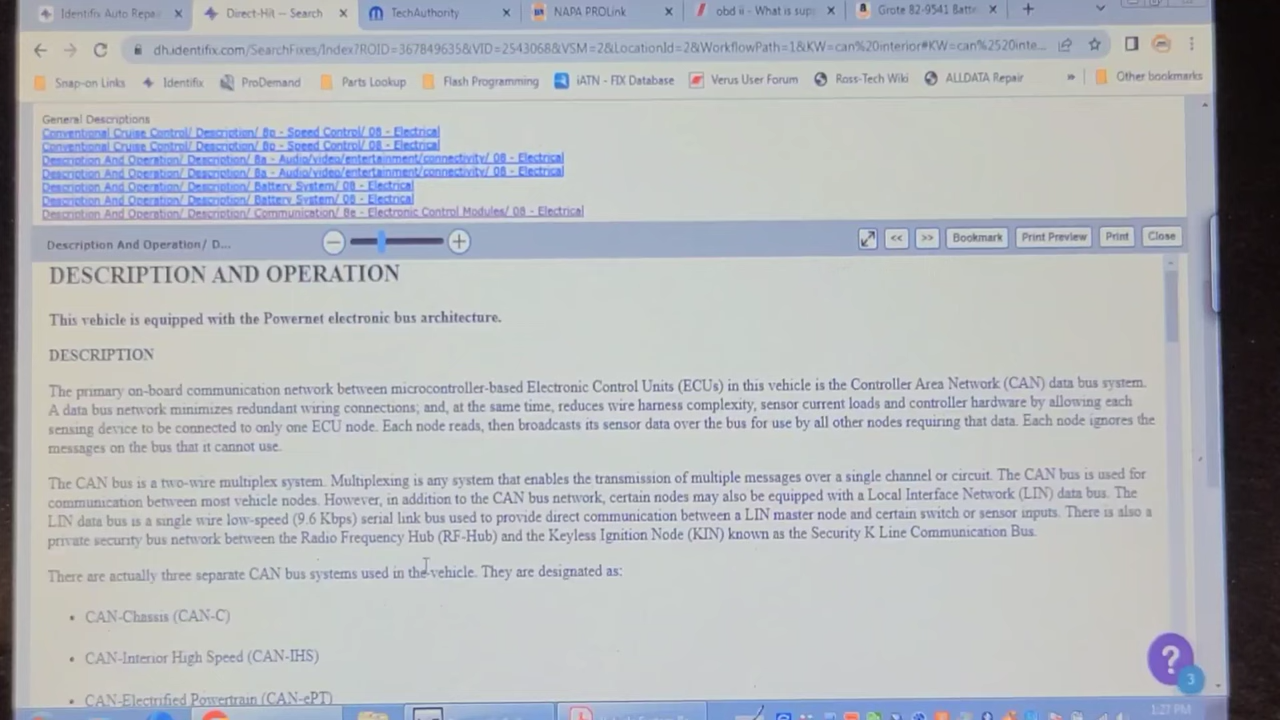 Identifix Auto Repair
Direct-Hit -- Search
TechAuthority
NAPA PROLink
obd ii - What is sup
Grote 82-9541 Batte
dh.identifix.com/SearchFixes/Index?ROID=367849635&VID=2543068&VSM=2&LocationId=2&WorkflowPath=1&KW=can%20interior#KW=can%2520inte...
Snap-on Links
Identifix
ProDemand
Parts Lookup
Flash Programming
iATN - FIX Database
Verus User Forum
Ross-Tech Wiki
ALLDATA Repair
»
Other bookmarks
General Descriptions
Conventional Cruise Control/ Description/ 8p - Speed Control/ 08 - Electrical
Conventional Cruise Control/ Description/ 8p - Speed Control/ 08 - Electrical
Description And Operation/ Description/ 8a - Audio/video/entertainment/connectivity/ 08 - Electrical
Description And Operation/ Description/ 8a - Audio/video/entertainment/connectivity/ 08 - Electrical
Description And Operation/ Description/ Battery System/ 08 - Electrical
Description And Operation/ Description/ Battery System/ 08 - Electrical
Description And Operation/ Description/ Communication/ 8e - Electronic Control Modules/ 08 - Electrical
Description And Operation/ D...
<<
>>
Bookmark
Print Preview
Print
Close
DESCRIPTION AND OPERATION
This vehicle is equipped with the Powernet electronic bus architecture.
DESCRIPTION
The primary on-board communication network between microcontroller-based Electronic Control Units (ECUs) in this vehicle is the Controller Area Network (CAN) data bus system.
A data bus network minimizes redundant wiring connections; and, at the same time, reduces wire harness complexity, sensor current loads and controller hardware by allowing each
sensing device to be connected to only one ECU node. Each node reads, then broadcasts its sensor data over the bus for use by all other nodes requiring that data. Each node ignores the
messages on the bus that it cannot use.
The CAN bus is a two-wire multiplex system. Multiplexing is any system that enables the transmission of multiple messages over a single channel or circuit. The CAN bus is used for
communication between most vehicle nodes. However, in addition to the CAN bus network, certain nodes may also be equipped with a Local Interface Network (LIN) data bus. The
LIN data bus is a single wire low-speed (9.6 Kbps) serial link bus used to provide direct communication between a LIN master node and certain switch or sensor inputs. There is also a
private security bus network between the Radio Frequency Hub (RF-Hub) and the Keyless Ignition Node (KIN) known as the Security K Line Communication Bus.
There are actually three separate CAN bus systems used in the vehicle. They are designated as:
• CAN-Chassis (CAN-C)
• CAN-Interior High Speed (CAN-IHS)
• CAN-Electrified Powertrain (CAN-ePT)
?
3
1:27 PM